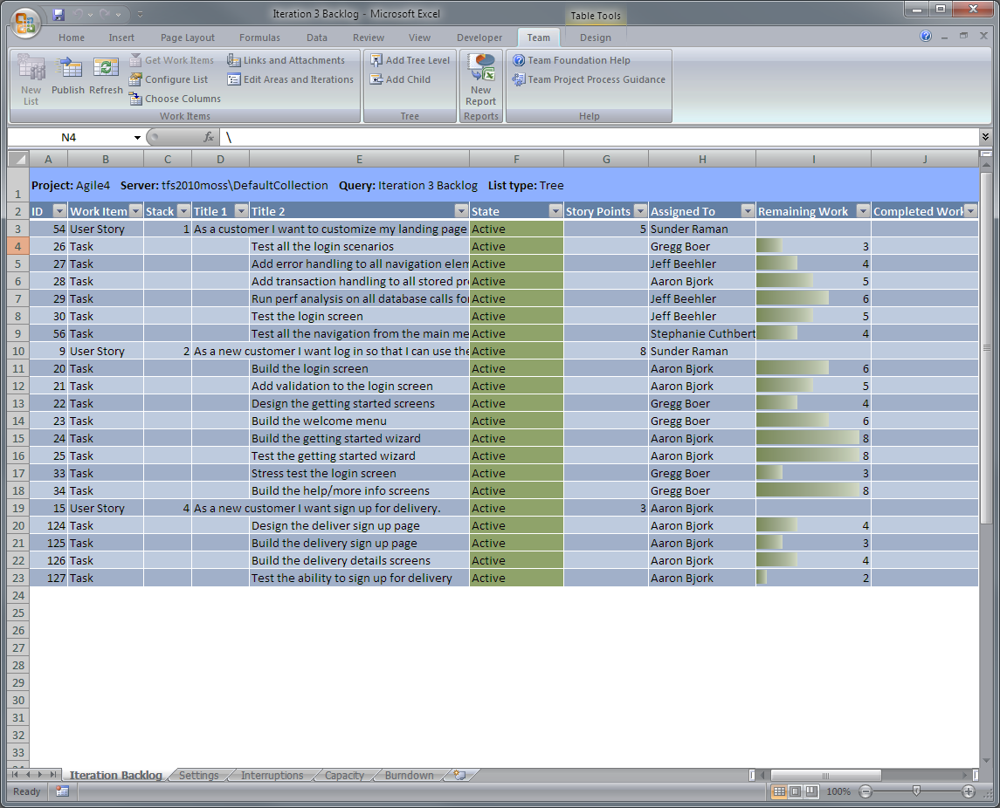 Iteration 3 Backlog - Microsoft Excel Table Tools
Home Insert Page Layout Formulas Data Review View Developer Team Design
New List
Publish
Refresh
Get Work Items
Configure List
Choose Columns
Links and Attachments
Edit Areas and Iterations
Work Items
Add Tree Level
Add Child
Tree
New Report
Reports
Team Foundation Help
Team Project Process Guidance
Help
N4 fx \
A B C D E F G H I J
1 Project: Agile4 Server: tfs2010moss\DefaultCollection Query: Iteration 3 Backlog List type: Tree
2 ID Work Item Stack Title 1 Title 2 State Story Points Assigned To Remaining Work Completed Work
3 54 User Story 1 As a customer I want to customize my landing page Active 5 Sunder Raman
4 26 Task Test all the login scenarios Active Gregg Boer 3
5 27 Task Add error handling to all navigation elem Active Jeff Beehler 4
6 28 Task Add transaction handling to all stored pr Active Aaron Bjork 5
7 29 Task Run perf analysis on all database calls fo Active Jeff Beehler 6
8 30 Task Test the login screen Active Jeff Beehler 5
9 56 Task Test all the navigation from the main me Active Stephanie Cuthbert 4
10 9 User Story 2 As a new customer I want log in so that I can use the Active 8 Sunder Raman
11 20 Task Build the login screen Active Aaron Bjork 6
12 21 Task Add validation to the login screen Active Aaron Bjork 5
13 22 Task Design the getting started screens Active Gregg Boer 4
14 23 Task Build the welcome menu Active Gregg Boer 6
15 24 Task Build the getting started wizard Active Aaron Bjork 8
16 25 Task Test the getting started wizard Active Aaron Bjork 8
17 33 Task Stress test the login screen Active Gregg Boer 3
18 34 Task Build the help/more info screens Active Gregg Boer 8
19 15 User Story 4 As a new customer I want sign up for delivery. Active 3 Aaron Bjork
20 124 Task Design the deliver sign up page Active Aaron Bjork 4
21 125 Task Build the delivery sign up page Active Aaron Bjork 3
22 126 Task Build the delivery details screens Active Aaron Bjork 4
23 127 Task Test the ability to sign up for delivery Active Aaron Bjork 2
24
25
26
27
28
29
30
31
32
33
Iteration Backlog Settings Interruptions Capacity Burndown
Ready 100%